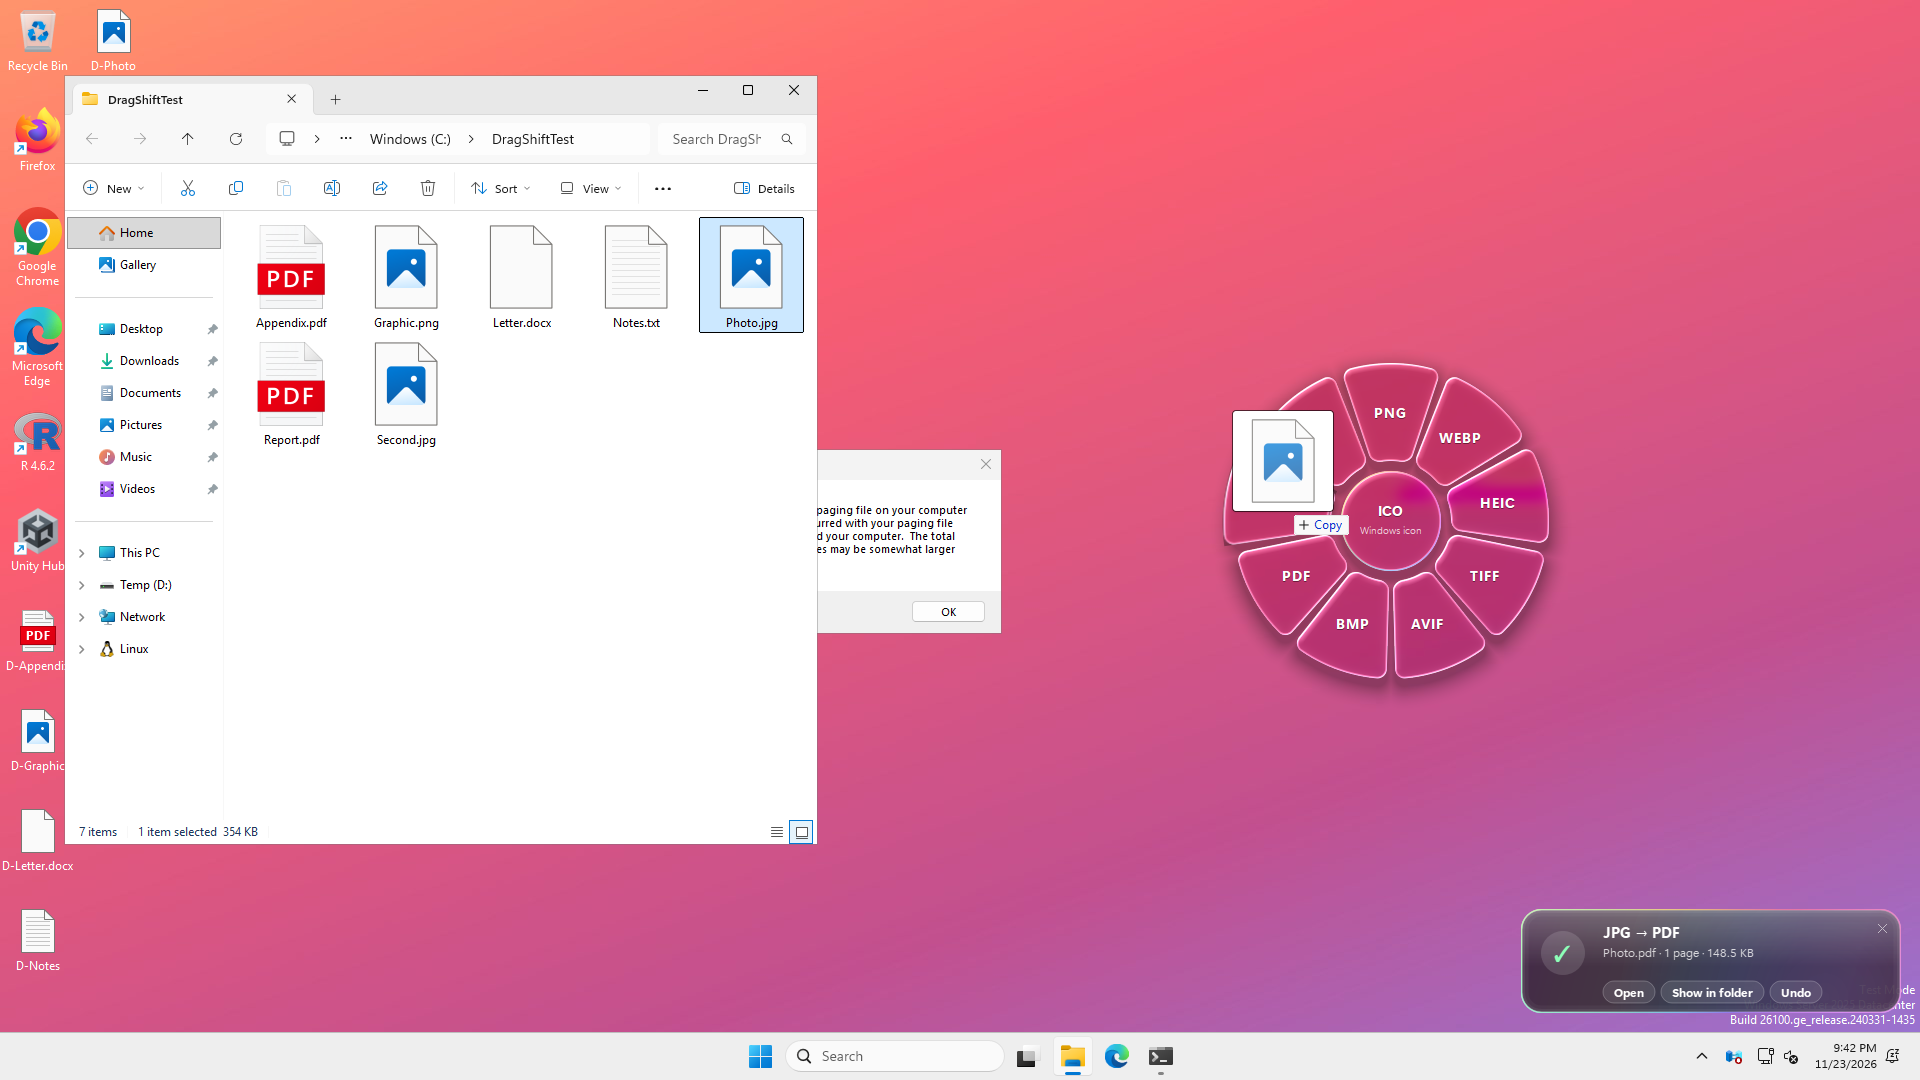 Recycle Bin
D-Photo
Firefox
Google
Chrome
Microsoft
Edge
R 4.6.2
Unity Hub
PDF
D-Appendi
D-Graphic
D-Letter.docx
D-Notes
DragShiftTest
Windows (C:)
DragShiftTest
Search DragSh
New
Sort
View
Details
Home
Gallery
Desktop
Downloads
Documents
Pictures
Music
Videos
This PC
Temp (D:)
Network
Linux
PDF
Appendix.pdf
Graphic.png
Letter.docx
Notes.txt
Photo.jpg
PDF
Report.pdf
Second.jpg
7 items
1 item selected 354 KB
paging file on your computer
urred with your paging file
d your computer. The total
es may be somewhat larger
OK
PNG
WEBP
HEIC
TIFF
AVIF
BMP
PDF
ICO
Windows icon
+ Copy
JPG → PDF
Photo.pdf · 1 page · 148.5 KB
Open
Show in folder
Undo
Build 26100.ge_release.240331-1435
Search
9:42 PM
11/23/2026